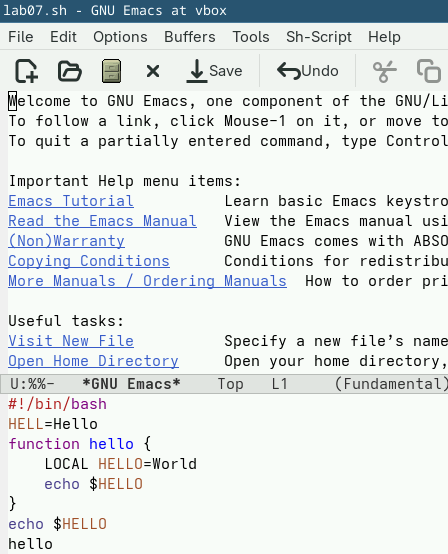 lab07.sh - GNU Emacs at vbox
File Edit Options Buffers Tools Sh-Script Help
Save Undo
Welcome to GNU Emacs, one component of the GNU/Li
To follow a link, click Mouse-1 on it, or move to
To quit a partially entered command, type Control
Important Help menu items:
Emacs Tutorial Learn basic Emacs keystro
Read the Emacs Manual View the Emacs manual usi
(Non)Warranty GNU Emacs comes with ABSO
Copying Conditions Conditions for redistribu
More Manuals / Ordering Manuals How to order pri
Useful tasks:
Visit New File Specify a new file’s name
Open Home Directory Open your home directory,
U:%%- *GNU Emacs* Top L1 (Fundamental)
#!/bin/bash
HELL=Hello
function hello {
    LOCAL HELLO=World
    echo $HELLO
}
echo $HELLO
hello